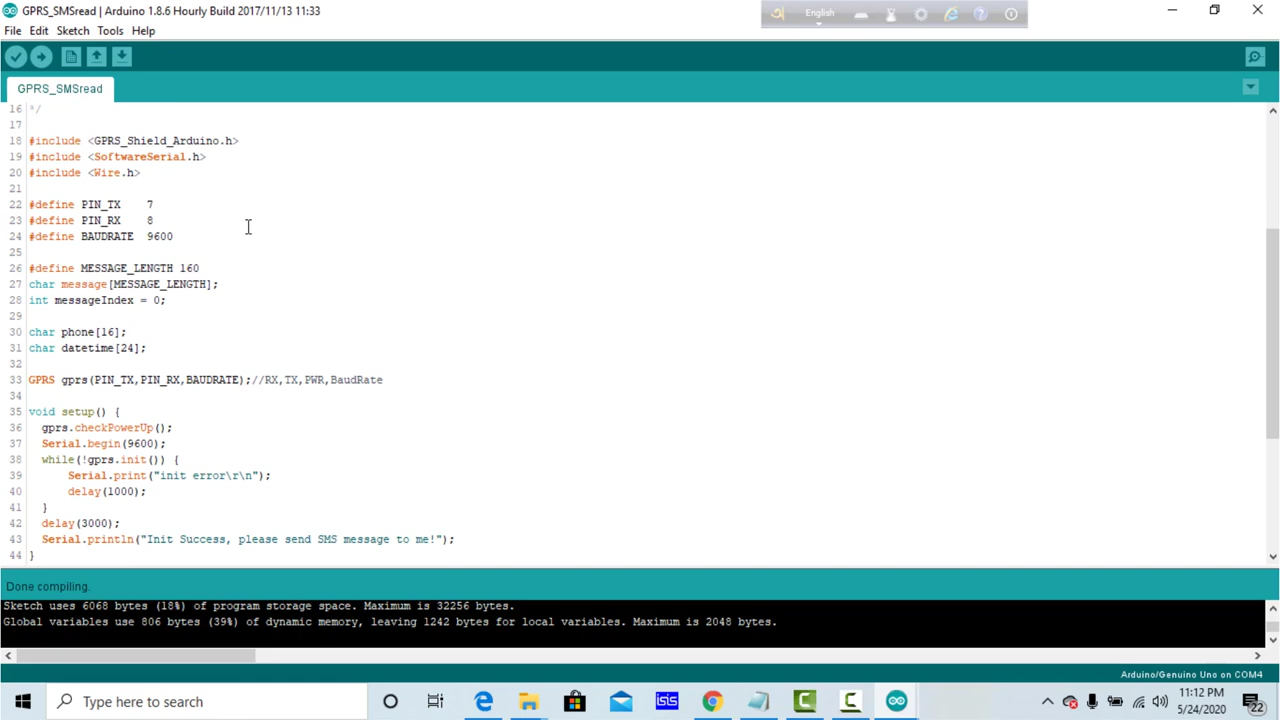 GPRS_SMSread | Arduino 1.8.6 Hourly Build 2017/11/13 11:33
English
File Edit Sketch Tools Help
GPRS_SMSread
16 */
17
18 #include <GPRS_Shield_Arduino.h>
19 #include <SoftwareSerial.h>
20 #include <Wire.h>
21
22 #define PIN_TX 7
23 #define PIN_RX 8
24 #define BAUDRATE 9600
25
26 #define MESSAGE_LENGTH 160
27 char message[MESSAGE_LENGTH];
28 int messageIndex = 0;
29
30 char phone[16];
31 char datetime[24];
32
33 GPRS gprs(PIN_TX,PIN_RX,BAUDRATE);//RX,TX,PWR,BaudRate
34
35 void setup() {
36 gprs.checkPowerUp();
37 Serial.begin(9600);
38 while(!gprs.init()) {
39 Serial.print("init error\r\n");
40 delay(1000);
41 }
42 delay(3000);
43 Serial.println("Init Success, please send SMS message to me!");
44 }
Done compiling.
Sketch uses 6068 bytes (18%) of program storage space. Maximum is 32256 bytes.
Global variables use 806 bytes (39%) of dynamic memory, leaving 1242 bytes for local variables. Maximum is 2048 bytes.
Arduino/Genuino Uno on COM4
Type here to search
isis
11:12 PM
5/24/2020
22